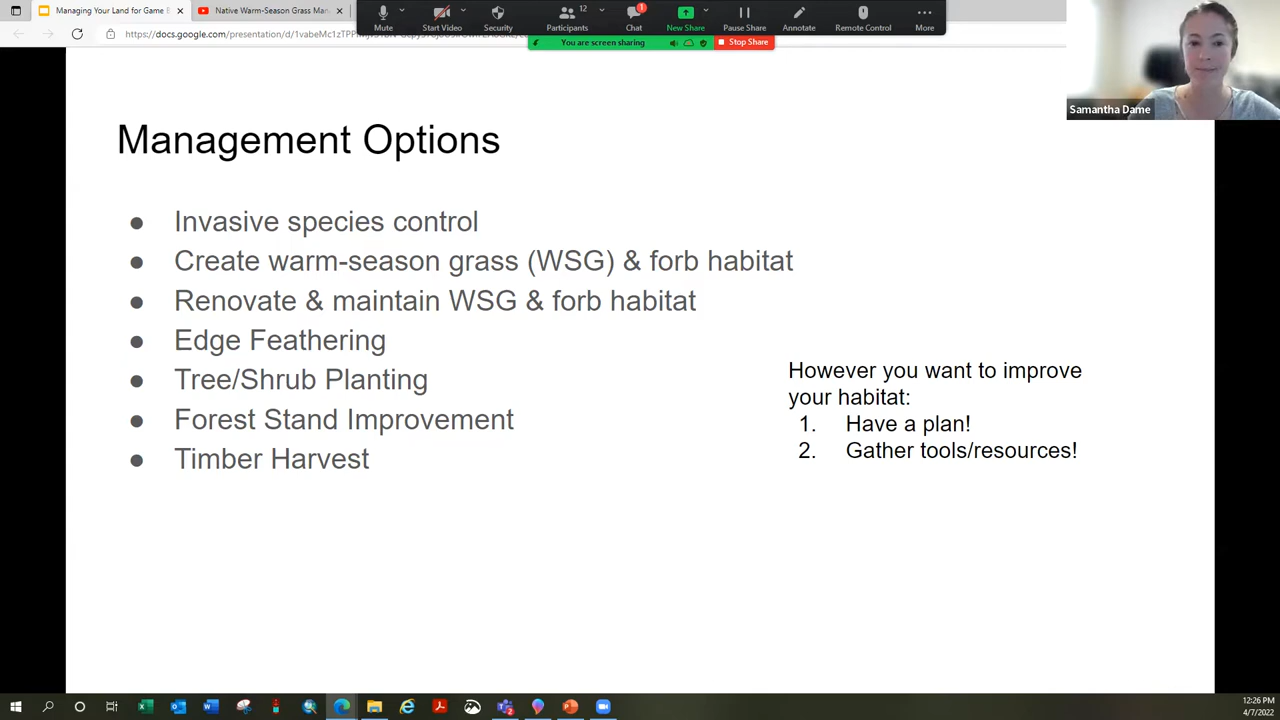 Managing Your Land for Game
Native Warm-Season Grass Man
Mute
Start Video
Security
Participants
12
Chat
1
New Share
Pause Share
Annotate
Remote Control
More
You are screen sharing
Stop Share
Samantha Dame
Management Options
● Invasive species control
● Create warm-season grass (WSG) & forb habitat
● Renovate & maintain WSG & forb habitat
● Edge Feathering
● Tree/Shrub Planting
● Forest Stand Improvement
● Timber Harvest
However you want to improve
your habitat:
1. Have a plan!
2. Gather tools/resources!
12:26 PM
4/7/2022